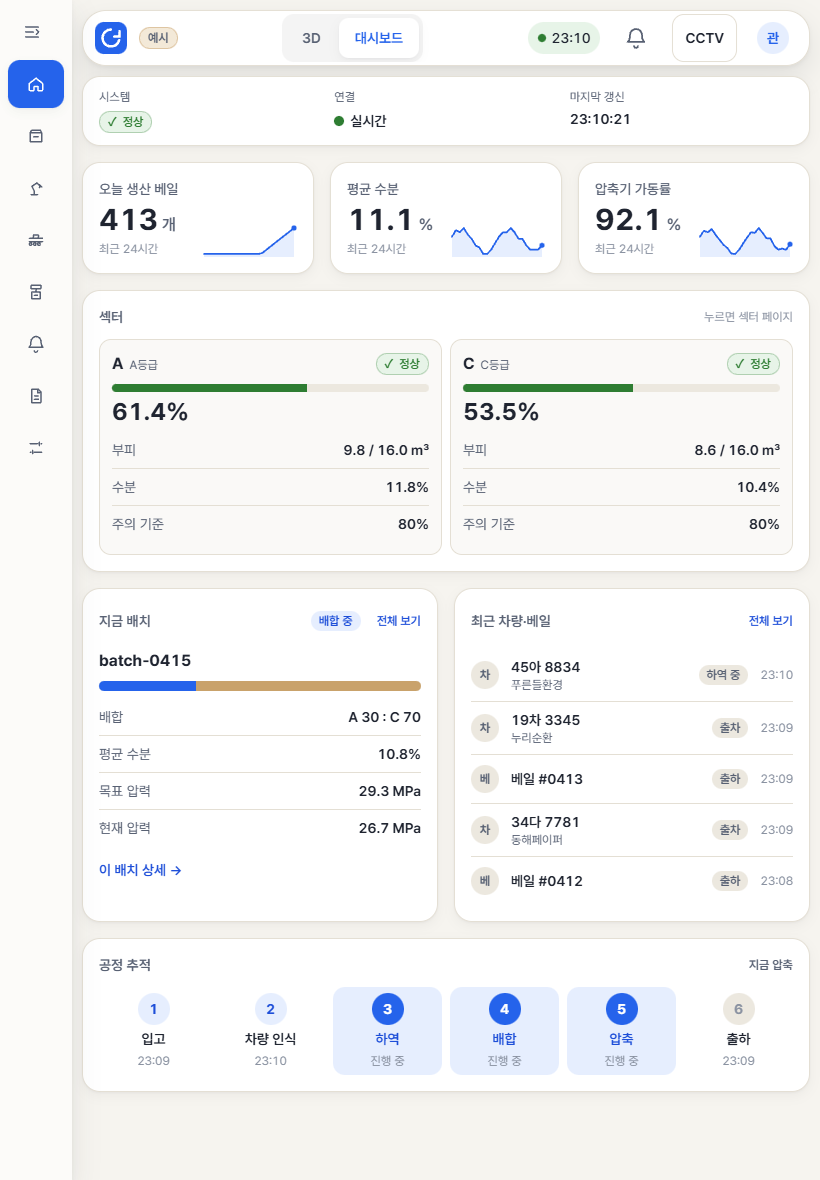 예시
3D
대시보드
23:10
CCTV
관
시스템
✓ 정상
연결
실시간
마지막 갱신
23:10:21
오늘 생산 베일
413 개
최근 24시간
평균 수분
11.1 %
최근 24시간
압축기 가동률
92.1 %
최근 24시간
섹터
누르면 섹터 페이지
A A등급
✓ 정상
61.4%
부피 9.8 / 16.0 m³
수분 11.8%
주의 기준 80%
C C등급
✓ 정상
53.5%
부피 8.6 / 16.0 m³
수분 10.4%
주의 기준 80%
지금 배치
배합 중
전체 보기
batch-0415
배합 A 30 : C 70
평균 수분 10.8%
목표 압력 29.3 MPa
현재 압력 26.7 MPa
이 배치 상세 →
최근 차량·베일
전체 보기
차 45아 8834 하역 중 23:10
푸른들환경
차 19차 3345 출차 23:09
누리순환
베 베일 #0413 출하 23:09
차 34다 7781 출차 23:09
동해페이퍼
베 베일 #0412 출하 23:08
공정 추적
지금 압축
1 2 3 4 5 6
입고 차량 인식 하역 배합 압축 출하
23:09 23:10 진행 중 진행 중 진행 중 23:09